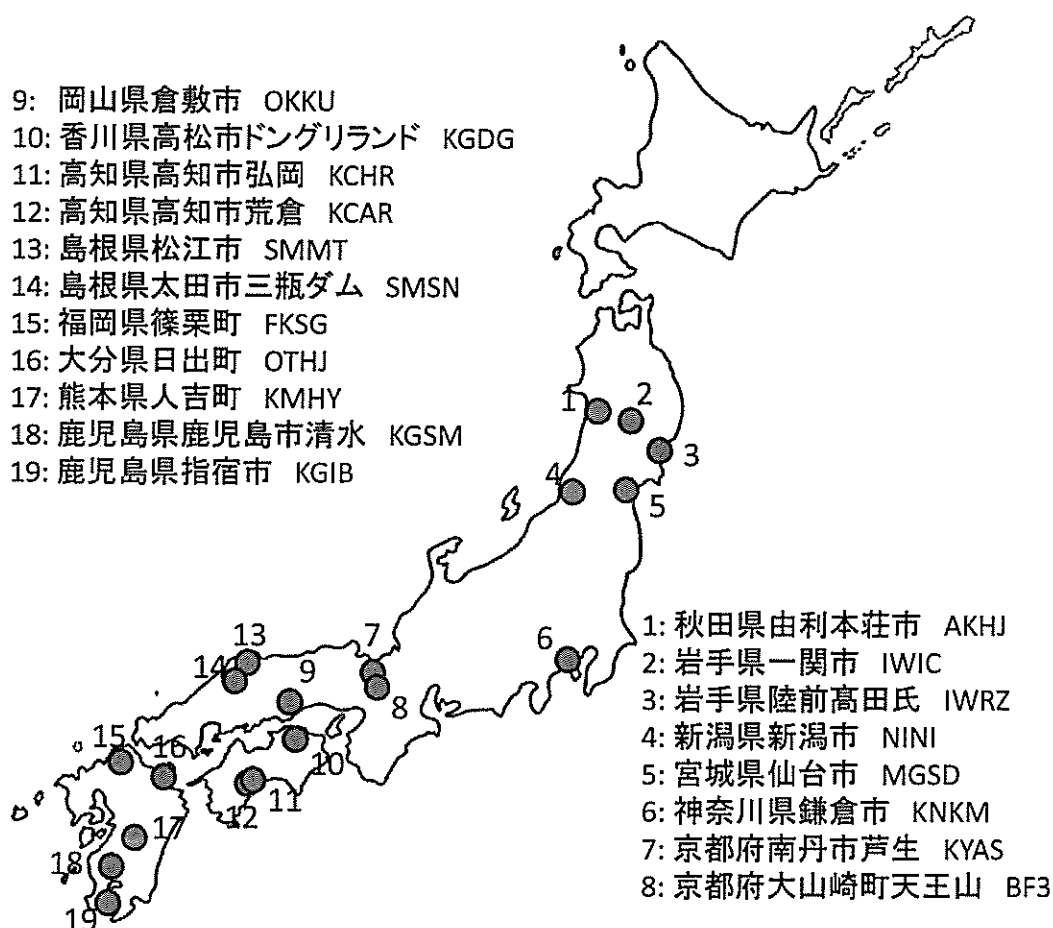 9: 岡山県倉敷市 OKKU
10: 香川県高松市ドングリランド KGDG
11: 高知県高知市弘岡 KCHR
12: 高知県高知市荒倉 KCAR
13: 島根県松江市 SMMT
14: 島根県太田市三瓶ダム SMSN
15: 福岡県篠栗町 FKSG
16: 大分県日出町 OTHJ
17: 熊本県人吉町 KMHY
18: 鹿児島県鹿児島市清水 KGSM
19: 鹿児島県指宿市 KGIB
1
2
3
4
5
6
7
8
9
10
11
12
13
14
15
16
17
18
19
1: 秋田県由利本荘市 AKHJ
2: 岩手県一関市 IWIC
3: 岩手県陸前髙田氏 IWRZ
4: 新潟県新潟市 NINI
5: 宮城県仙台市 MGSD
6: 神奈川県鎌倉市 KNKM
7: 京都府南丹市芦生 KYAS
8: 京都府大山崎町天王山 BF3